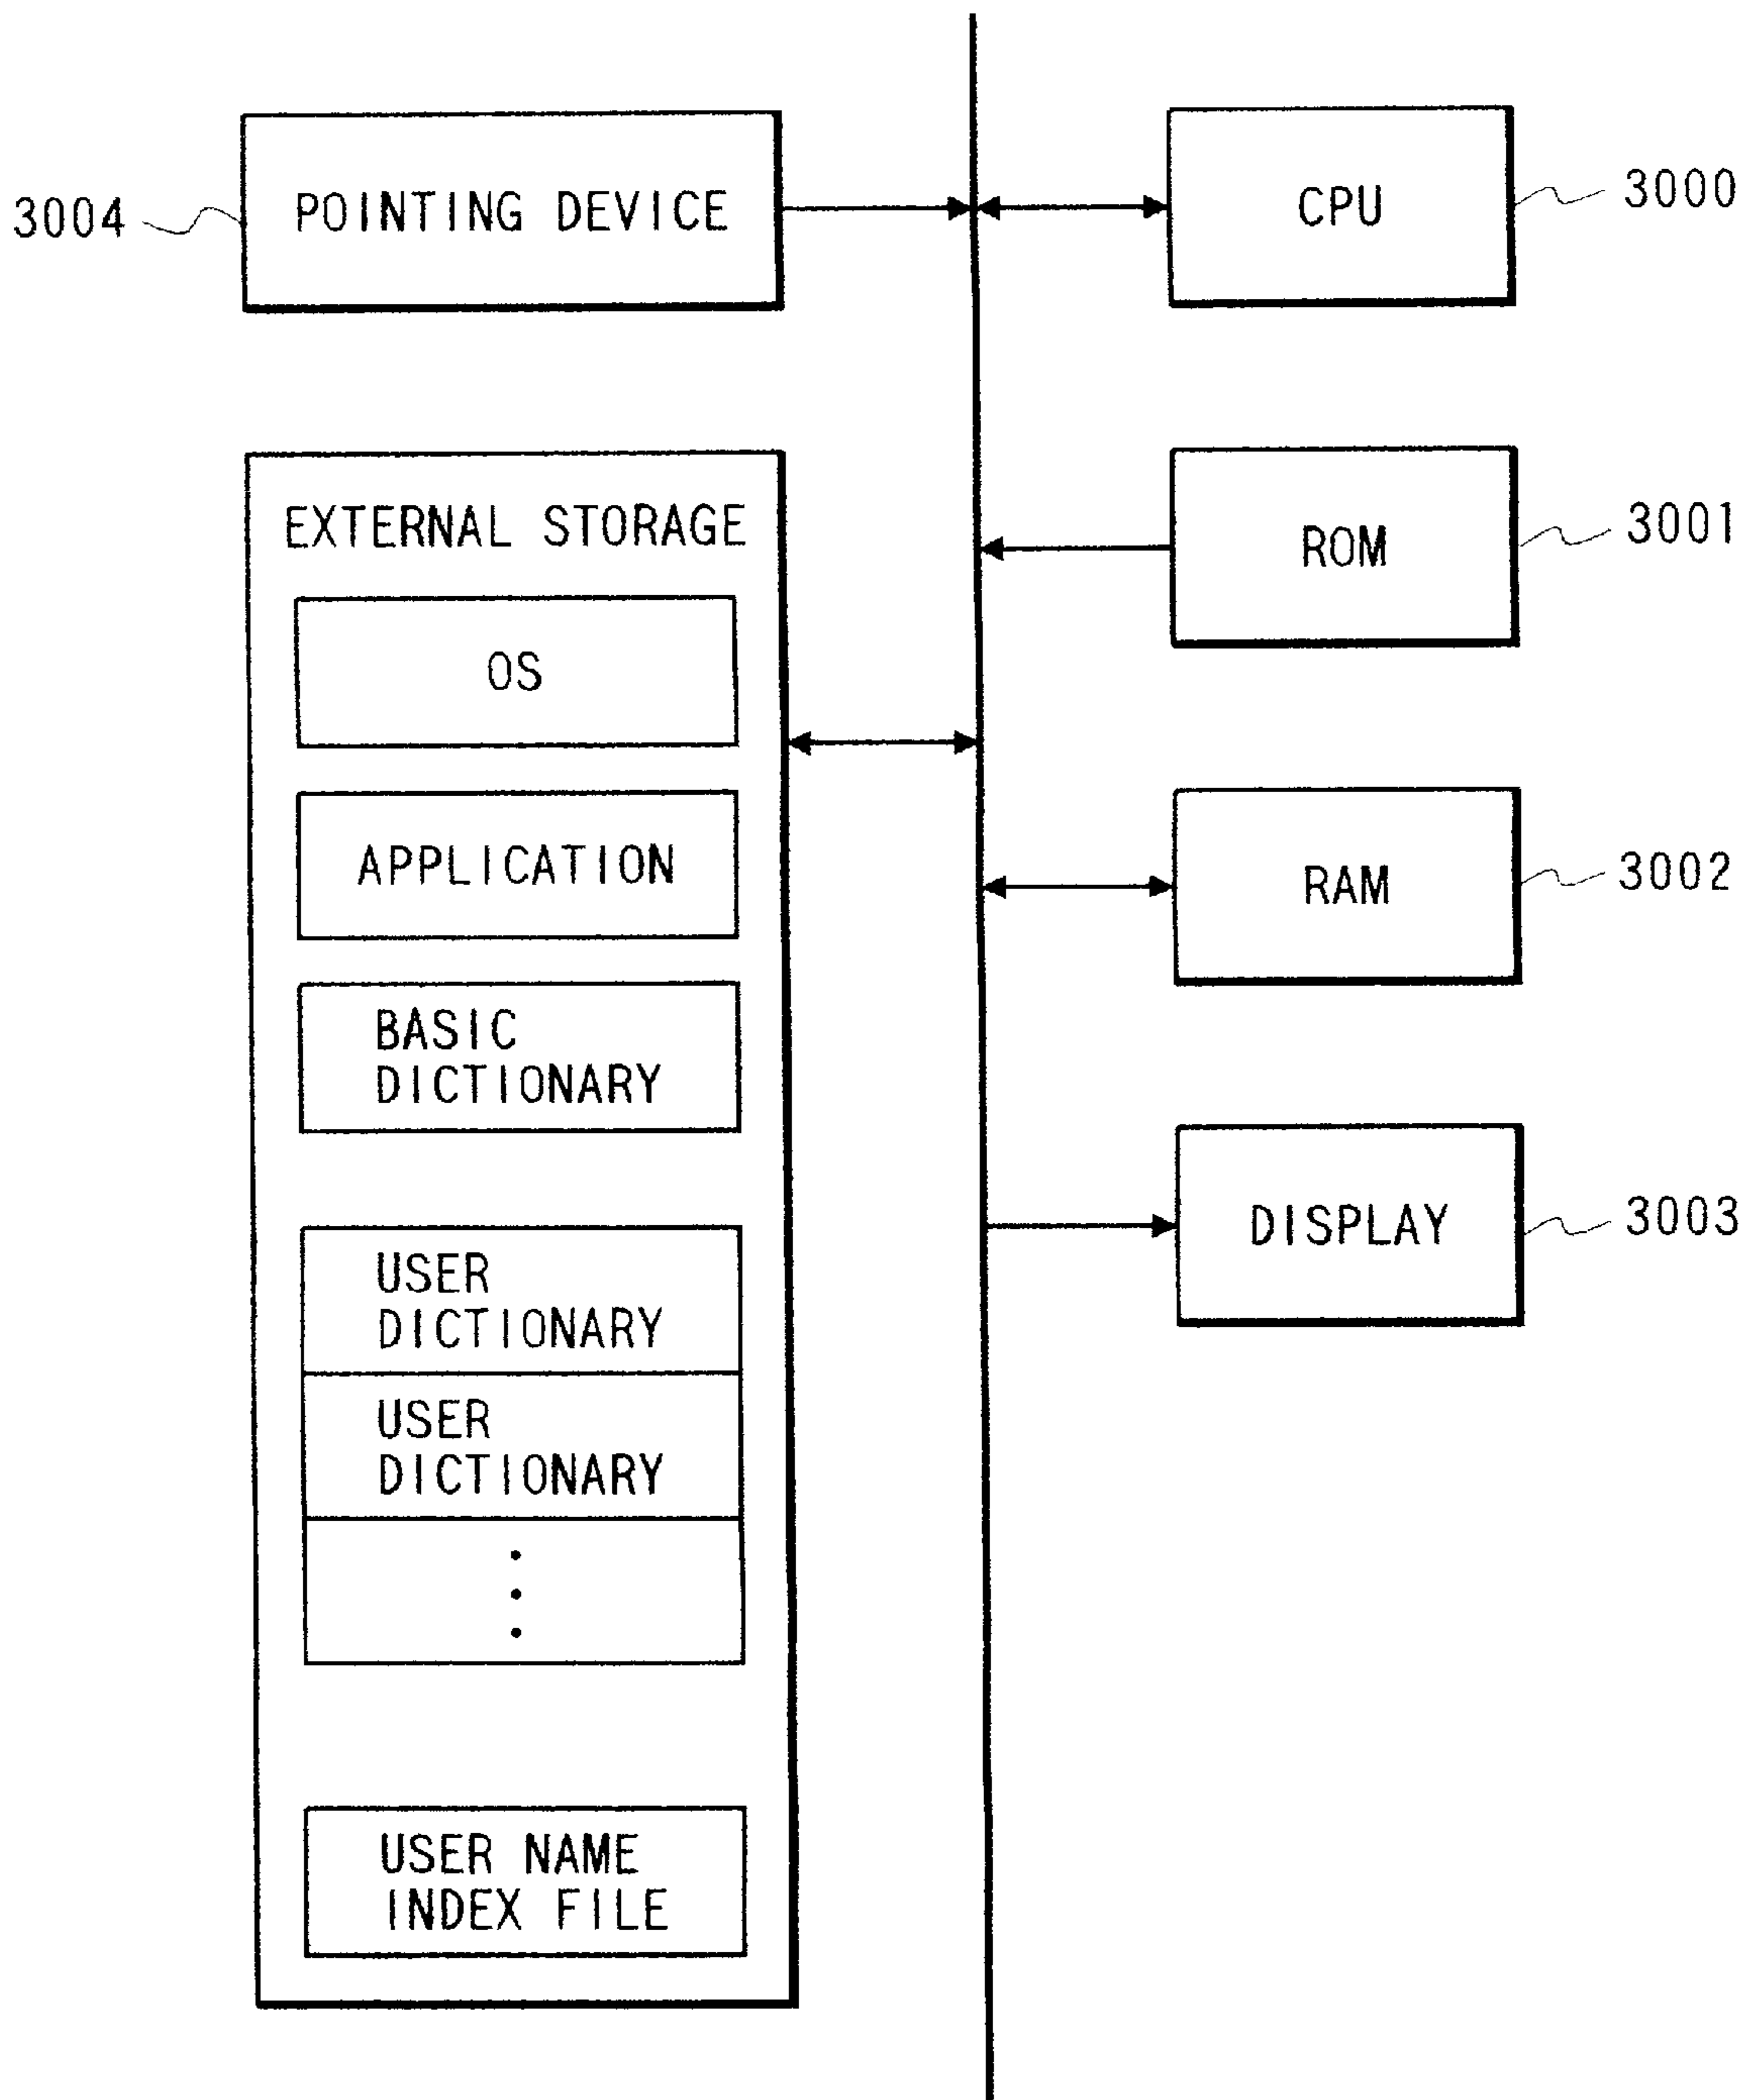 3004
POINTING DEVICE
CPU
3000
EXTERNAL STORAGE
OS
APPLICATION
BASIC
DICTIONARY
USER
DICTIONARY
USER
DICTIONARY
USER NAME
INDEX FILE
ROM
3001
RAM
3002
DISPLAY
3003